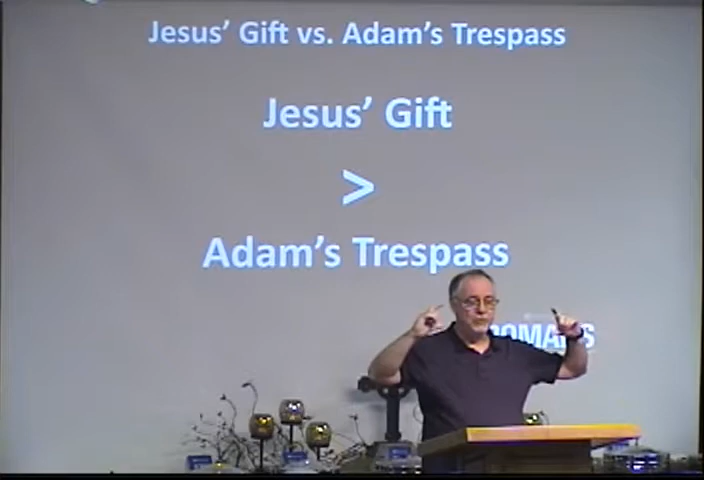 Jesus' Gift vs. Adam's Trespass
Jesus' Gift
>
Adam's Trespass
ROMANS